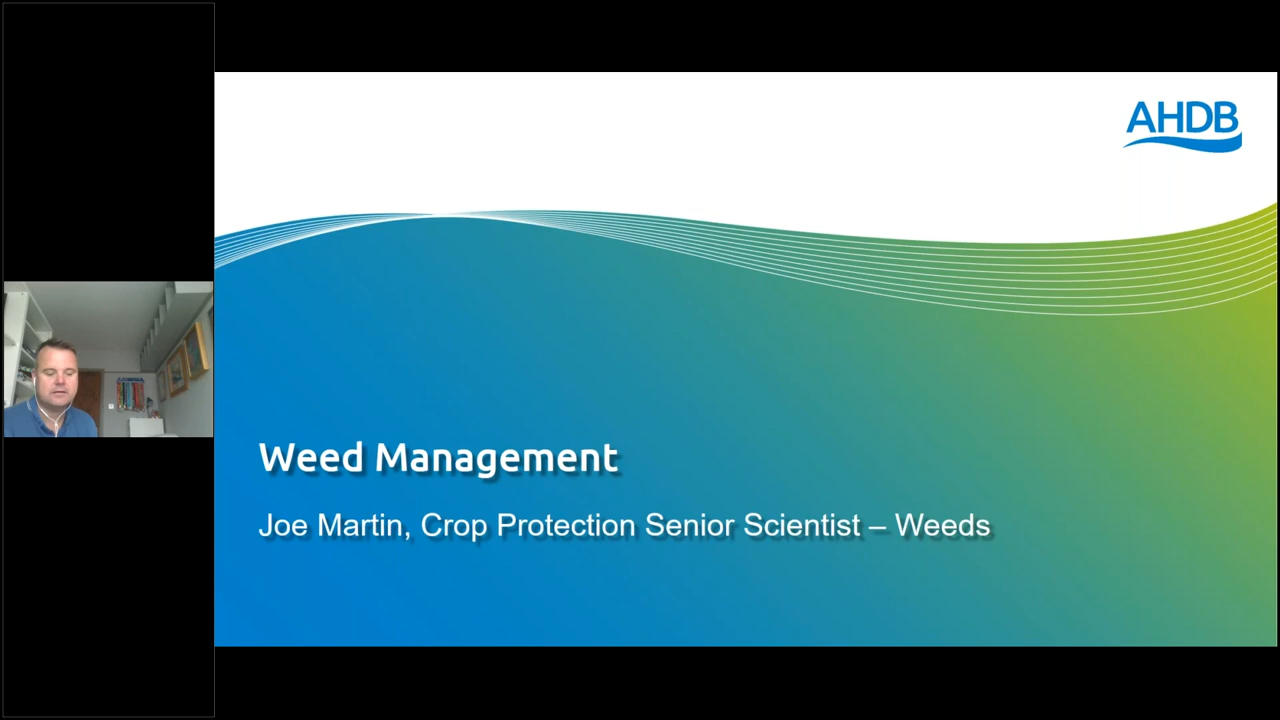 AHDB
Weed Management
Joe Martin, Crop Protection Senior Scientist – Weeds